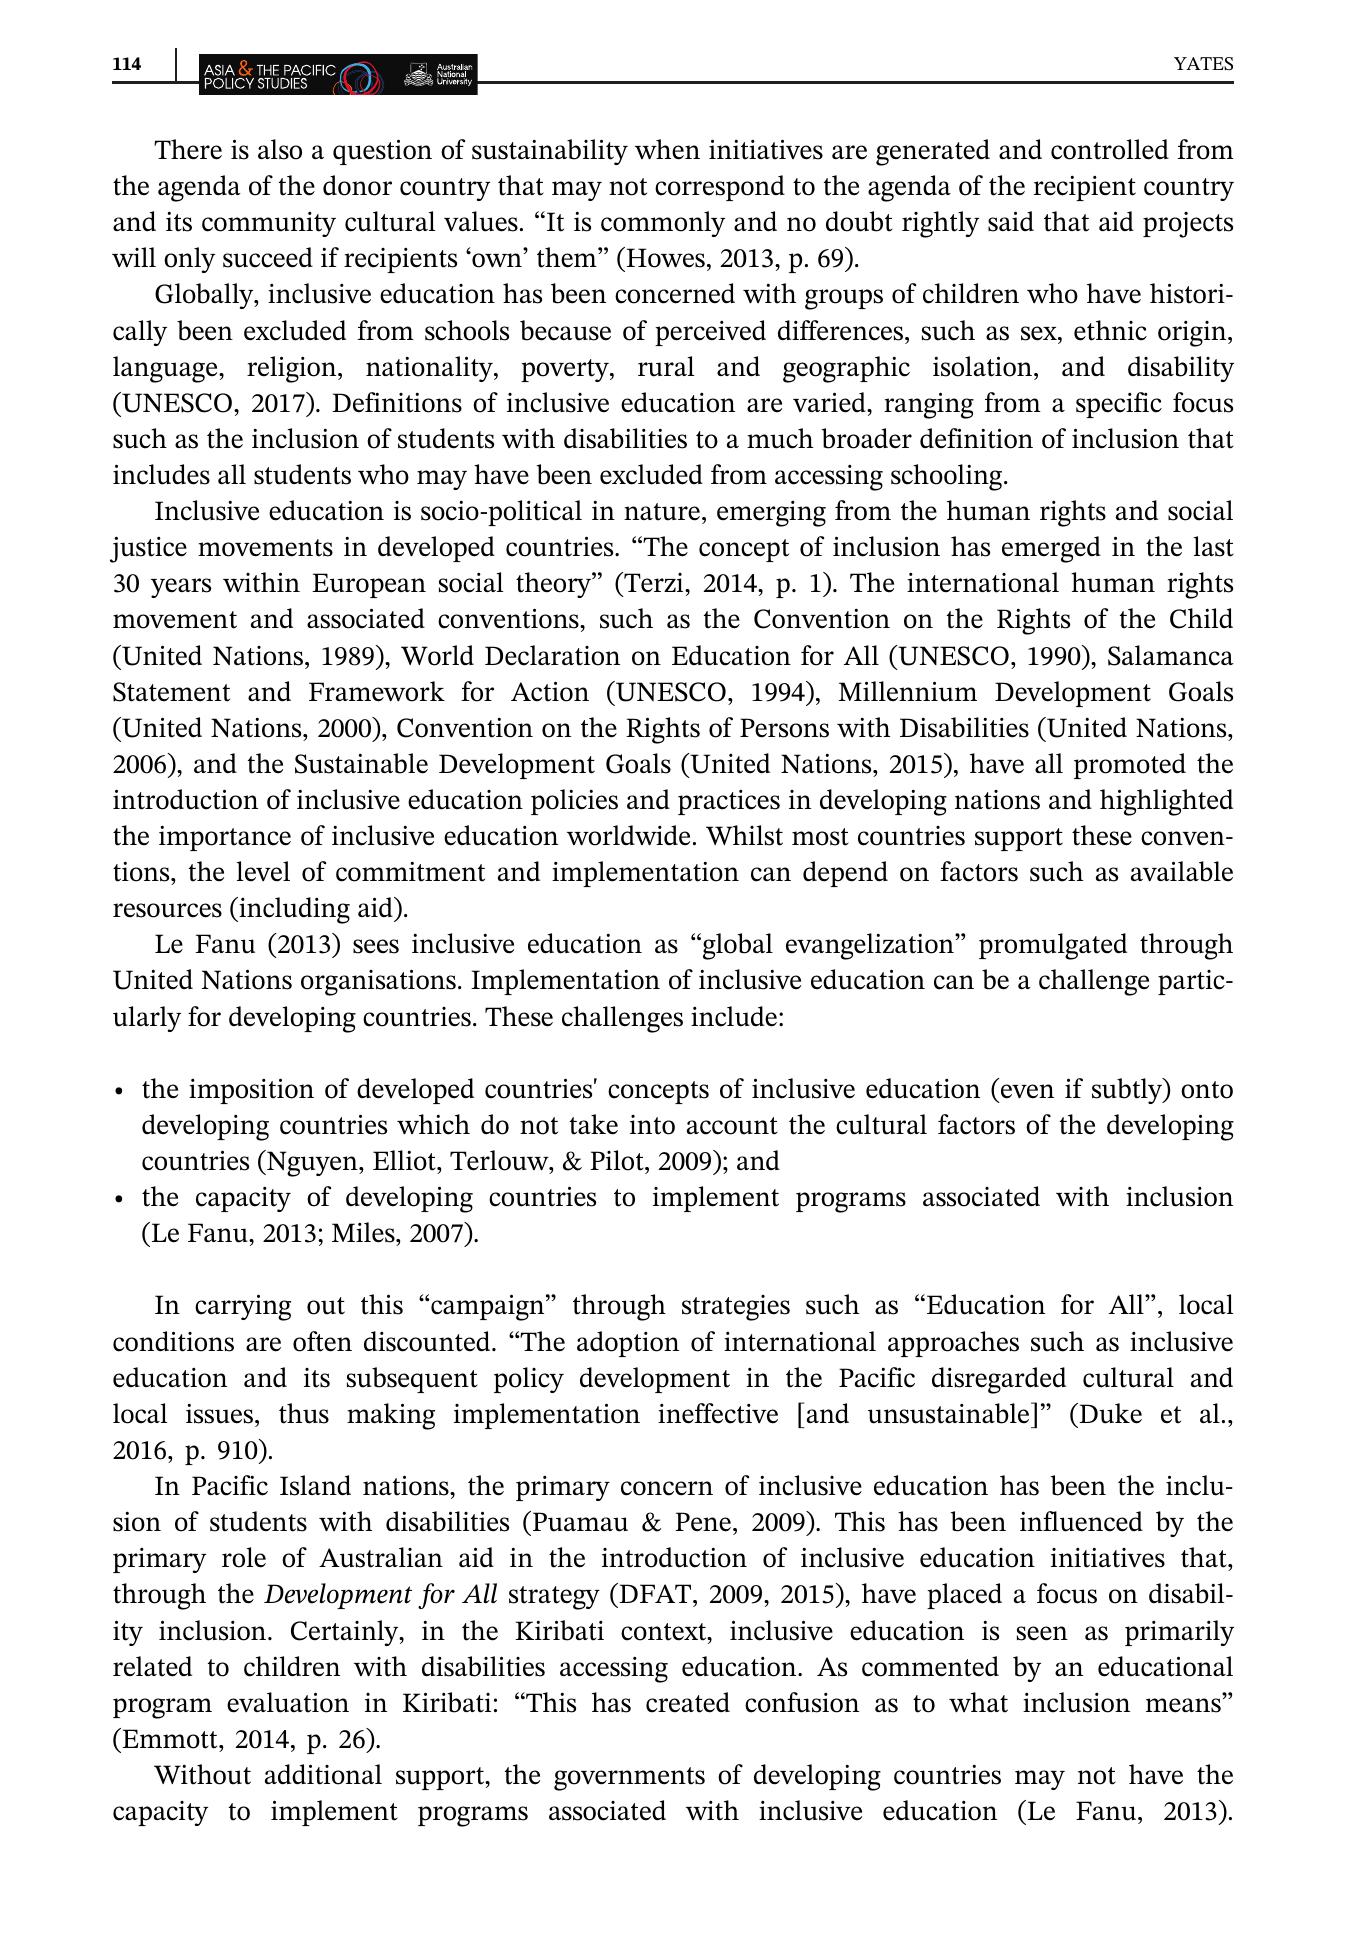 114
ASIA & THE PACIFIC
POLICY STUDIES
Australian
National
University
YATES
There is also a question of sustainability when initiatives are generated and controlled from
the agenda of the donor country that may not correspond to the agenda of the recipient country
and its community cultural values. “It is commonly and no doubt rightly said that aid projects
will only succeed if recipients ‘own’ them” (Howes, 2013, p. 69).
Globally, inclusive education has been concerned with groups of children who have histori-
cally been excluded from schools because of perceived differences, such as sex, ethnic origin,
language, religion, nationality, poverty, rural and geographic isolation, and disability
(UNESCO, 2017). Definitions of inclusive education are varied, ranging from a specific focus
such as the inclusion of students with disabilities to a much broader definition of inclusion that
includes all students who may have been excluded from accessing schooling.
Inclusive education is socio-political in nature, emerging from the human rights and social
justice movements in developed countries. “The concept of inclusion has emerged in the last
30 years within European social theory” (Terzi, 2014, p. 1). The international human rights
movement and associated conventions, such as the Convention on the Rights of the Child
(United Nations, 1989), World Declaration on Education for All (UNESCO, 1990), Salamanca
Statement and Framework for Action (UNESCO, 1994), Millennium Development Goals
(United Nations, 2000), Convention on the Rights of Persons with Disabilities (United Nations,
2006), and the Sustainable Development Goals (United Nations, 2015), have all promoted the
introduction of inclusive education policies and practices in developing nations and highlighted
the importance of inclusive education worldwide. Whilst most countries support these conven-
tions, the level of commitment and implementation can depend on factors such as available
resources (including aid).
Le Fanu (2013) sees inclusive education as “global evangelization” promulgated through
United Nations organisations. Implementation of inclusive education can be a challenge partic-
ularly for developing countries. These challenges include:
• the imposition of developed countries' concepts of inclusive education (even if subtly) onto
developing countries which do not take into account the cultural factors of the developing
countries (Nguyen, Elliot, Terlouw, & Pilot, 2009); and
• the capacity of developing countries to implement programs associated with inclusion
(Le Fanu, 2013; Miles, 2007).
In carrying out this “campaign” through strategies such as “Education for All”, local
conditions are often discounted. “The adoption of international approaches such as inclusive
education and its subsequent policy development in the Pacific disregarded cultural and
local issues, thus making implementation ineffective [and unsustainable]” (Duke et al.,
2016, p. 910).
In Pacific Island nations, the primary concern of inclusive education has been the inclu-
sion of students with disabilities (Puamau & Pene, 2009). This has been influenced by the
primary role of Australian aid in the introduction of inclusive education initiatives that,
through the Development for All strategy (DFAT, 2009, 2015), have placed a focus on disabil-
ity inclusion. Certainly, in the Kiribati context, inclusive education is seen as primarily
related to children with disabilities accessing education. As commented by an educational
program evaluation in Kiribati: “This has created confusion as to what inclusion means”
(Emmott, 2014, p. 26).
Without additional support, the governments of developing countries may not have the
capacity to implement programs associated with inclusive education (Le Fanu, 2013).